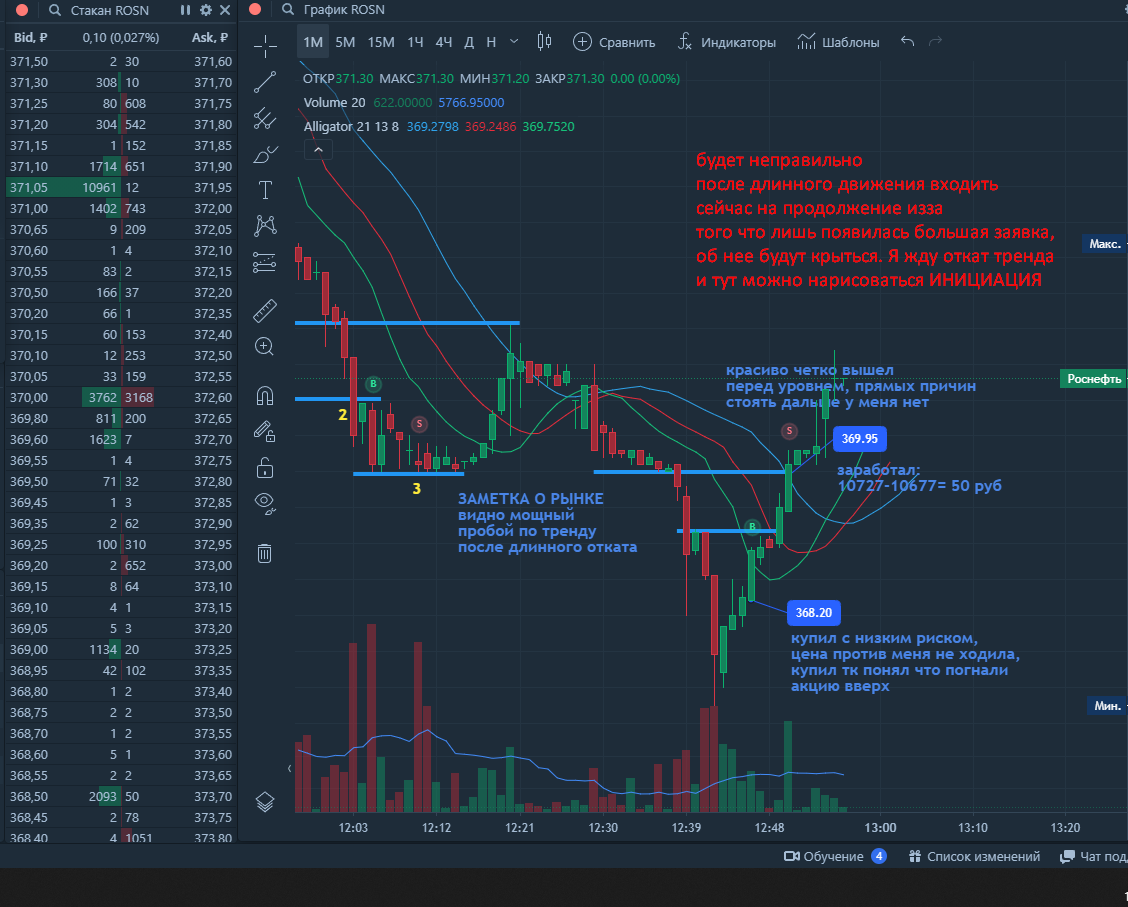 Стакан ROSN
График ROSN
Bid, ₽ 0,10 (0,027%) Ask, ₽
371,50 2 30 371,60
371,30 308 10 371,70
371,25 80 608 371,75
371,20 304 542 371,80
371,15 1 152 371,85
371,10 1714 651 371,90
371,05 10961 12 371,95
371,00 1402 743 372,00
370,65 9 209 372,05
370,60 1 4 372,10
370,55 83 2 372,15
370,50 166 37 372,20
370,20 66 1 372,35
370,15 60 153 372,40
370,10 12 253 372,50
370,05 33 159 372,55
370,00 3762 3168 372,60
369,80 811 200 372,65
369,60 1623 7 372,70
369,55 1 4 372,75
369,50 71 32 372,80
369,45 1 3 372,85
369,35 2 62 372,90
369,25 100 310 372,95
369,20 2 652 373,00
369,15 8 64 373,10
369,10 4 1 373,15
369,05 5 3 373,20
369,00 1134 20 373,25
368,95 42 102 373,35
368,80 1 2 373,40
368,75 2 2 373,50
368,70 1 2 373,55
368,60 5 1 373,60
368,55 2 2 373,65
368,50 2093 50 373,70
368,45 2 78 373,75
368,40 4 1051 373,80
1М 5М 15М 1Ч 4Ч Д Н Сравнить Индикаторы Шаблоны
ОТКР371.30 МАКС371.30 МИН371.20 ЗАКР371.30 0.00 (0.00%)
Volume 20 622.00000 5766.95000
Alligator 21 13 8 369.2798 369.2486 369.7520
будет неправильно
после длинного движения входить
сейчас на продолжение изза
того что лишь появилась большая заявка,
об нее будут крыться. Я жду откат тренда
и тут можно нарисоваться ИНИЦИАЦИЯ
Макс.
красиво четко вышел
перед уровнем, прямых причин
стоять дальше у меня нет
Роснефть
B
2
S
S
369.95
заработал:
10727-10677= 50 руб
3
ЗАМЕТКА О РЫНКЕ
видно мощный
пробой по тренду
после длинного отката
B
368.20
купил с низким риском,
цена против меня не ходила,
купил тк понял что погнали
акцию вверх
Мин.
12:03 12:12 12:21 12:30 12:39 12:48 13:00 13:10 13:20
Обучение 4 Список изменений Чат под